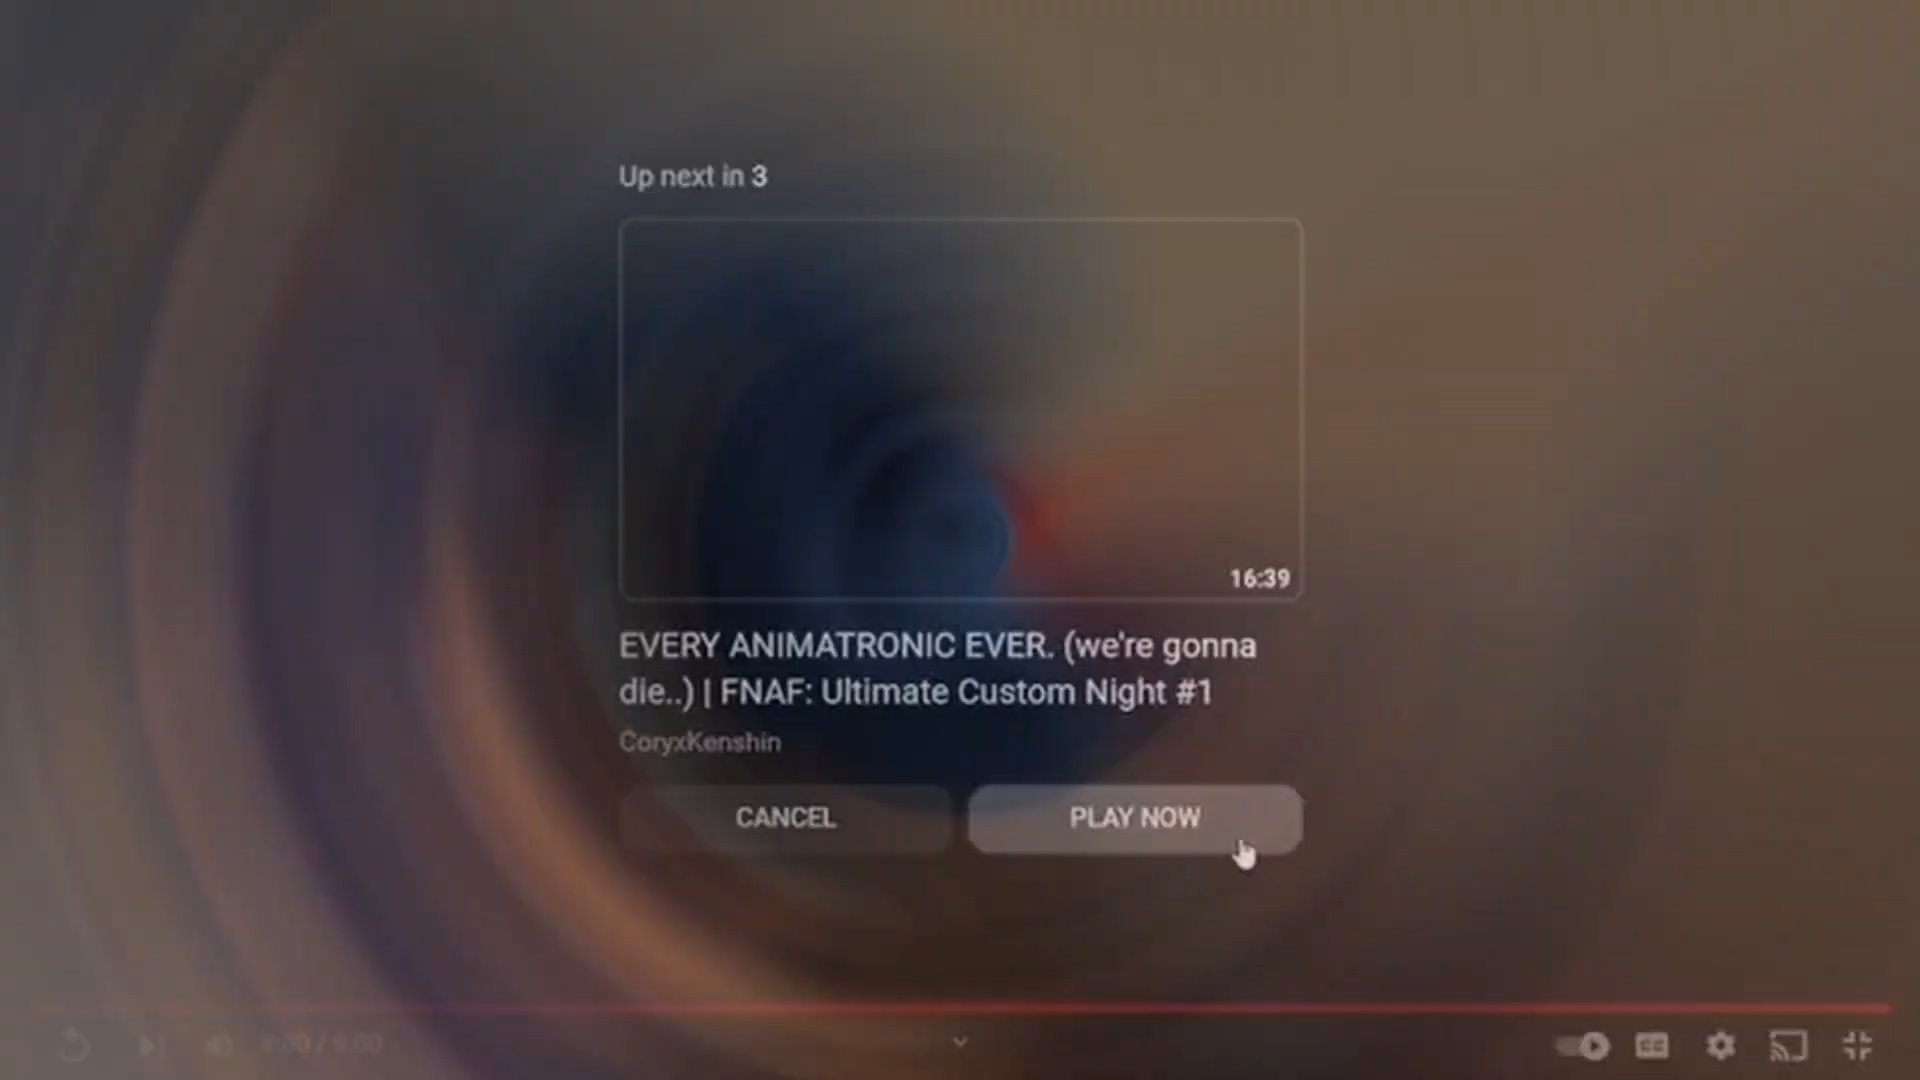 Up next in 3
16:39
EVERY ANIMATRONIC EVER. (we're gonna
die..) | FNAF: Ultimate Custom Night #1
CoryxKenshin
CANCEL
PLAY NOW
CC